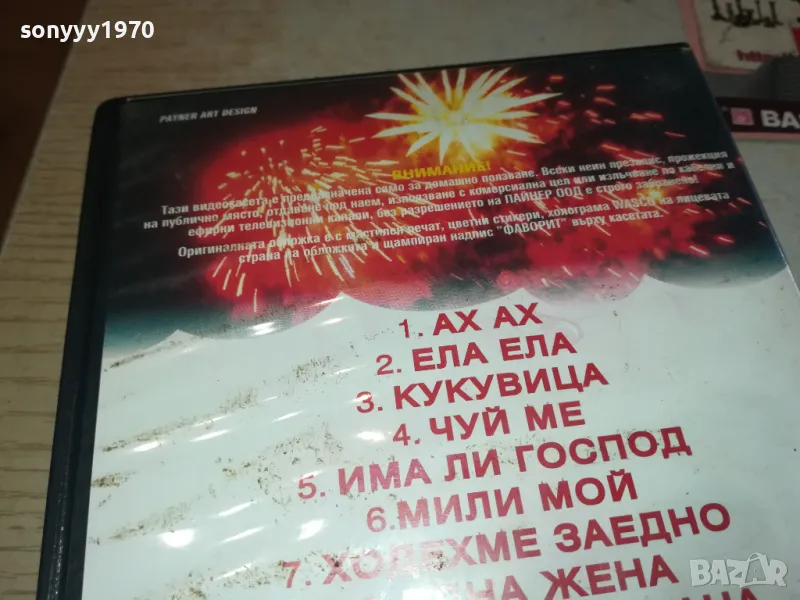 sonyyy1970
PAYNER ART DESIGN
BA
ВНИМАНИЕ!
Тази видеокасета е предназначена само за домашно ползване. Всеки неин презапис, прожекция
на публично място, отдаване под наем, използване с комерсиална цел или излъчване по кабелни и
ефирни телевизионни канали, без разрешението на ПАЙНЕР ООД е строго забранено!
Оригиналната обложка е с мастилен печат, цветни стикери, холограма WASCO на лицевата
страна на обложката и щампиран надпис "ФАВОРИТ" върху касетата.
1. АХ АХ
2. ЕЛА ЕЛА
3. КУКУВИЦА
4. ЧУЙ МЕ
5. ИМА ЛИ ГОСПОД
6.МИЛИ МОЙ
7. ХОДЕХМЕ ЗАЕДНО
ЖЕНА
BAZAR